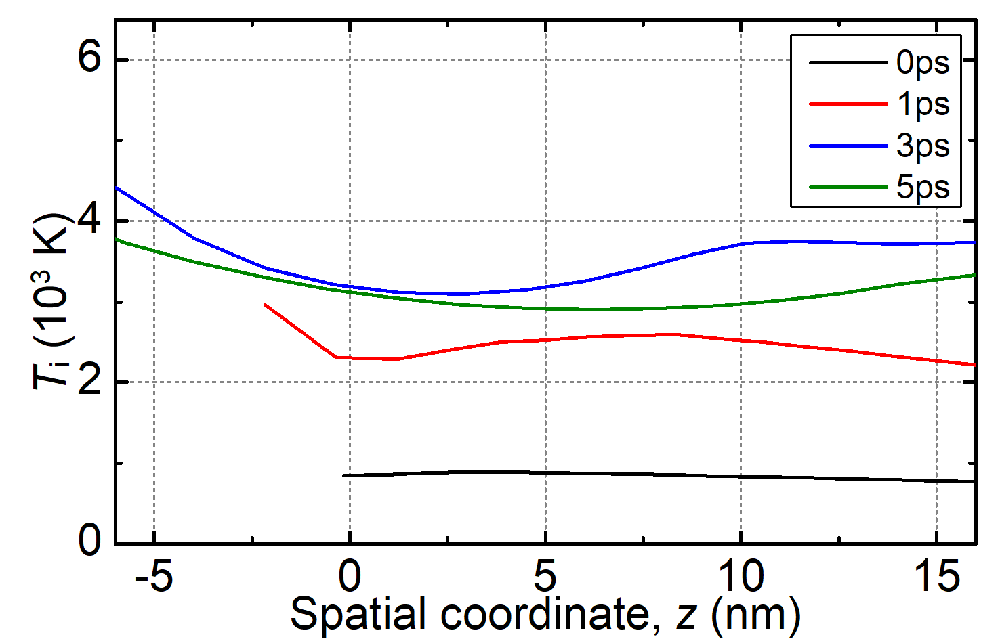 6
4
2
0
Tᵢ (10³ K)
0ps
1ps
3ps
5ps
-5 0 5 10 15
Spatial coordinate, z (nm)